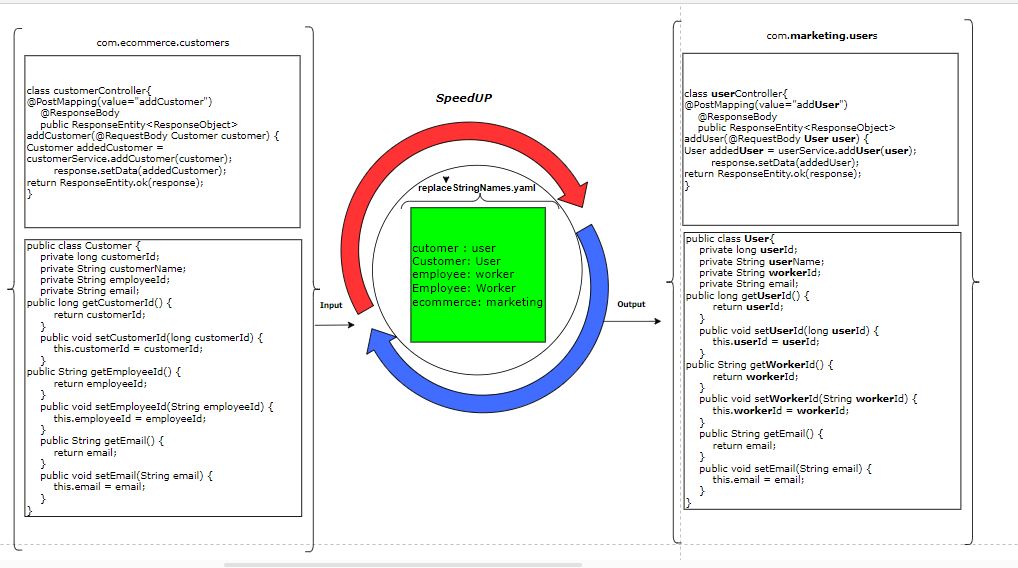 com.ecommerce.customers
class customerController{
@PostMapping(value="addCustomer")
@ResponseBody
public ResponseEntity<ResponseObject>
addCustomer(@RequestBody Customer customer) {
Customer addedCustomer =
customerService.addCustomer(customer);
response.setData(addedCustomer);
return ResponseEntity.ok(response);
}
public class Customer {
private long customerId;
private String customerName;
private String employeeId;
private String email;
public long getCustomerId() {
return customerId;
}
public void setCustomerId(long customerId) {
this.customerId = customerId;
}
public String getEmployeeId() {
return employeeId;
}
public void setEmployeeId(String employeeId) {
this.employeeId = employeeId;
}
public String getEmail() {
return email;
}
public void setEmail(String email) {
this.email = email;
}
}
Input
SpeedUP
replaceStringNames.yaml
cutomer : user
Customer: User
employee: worker
Employee: Worker
ecommerce: marketing
Output
com.marketing.users
class userController{
@PostMapping(value="addUser")
@ResponseBody
public ResponseEntity<ResponseObject>
addUser(@RequestBody User user) {
User addedUser = userService.addUser(user);
response.setData(addedUser);
return ResponseEntity.ok(response);
}
public class User{
private long userId;
private String userName;
private String workerId;
private String email;
public long getUserId() {
return userId;
}
public void setUserId(long userId) {
this.userId = userId;
}
public String getWorkerId() {
return workerId;
}
public void setWorkerId(String workerId) {
this.workerId = workerId;
}
public String getEmail() {
return email;
}
public void setEmail(String email) {
this.email = email;
}
}